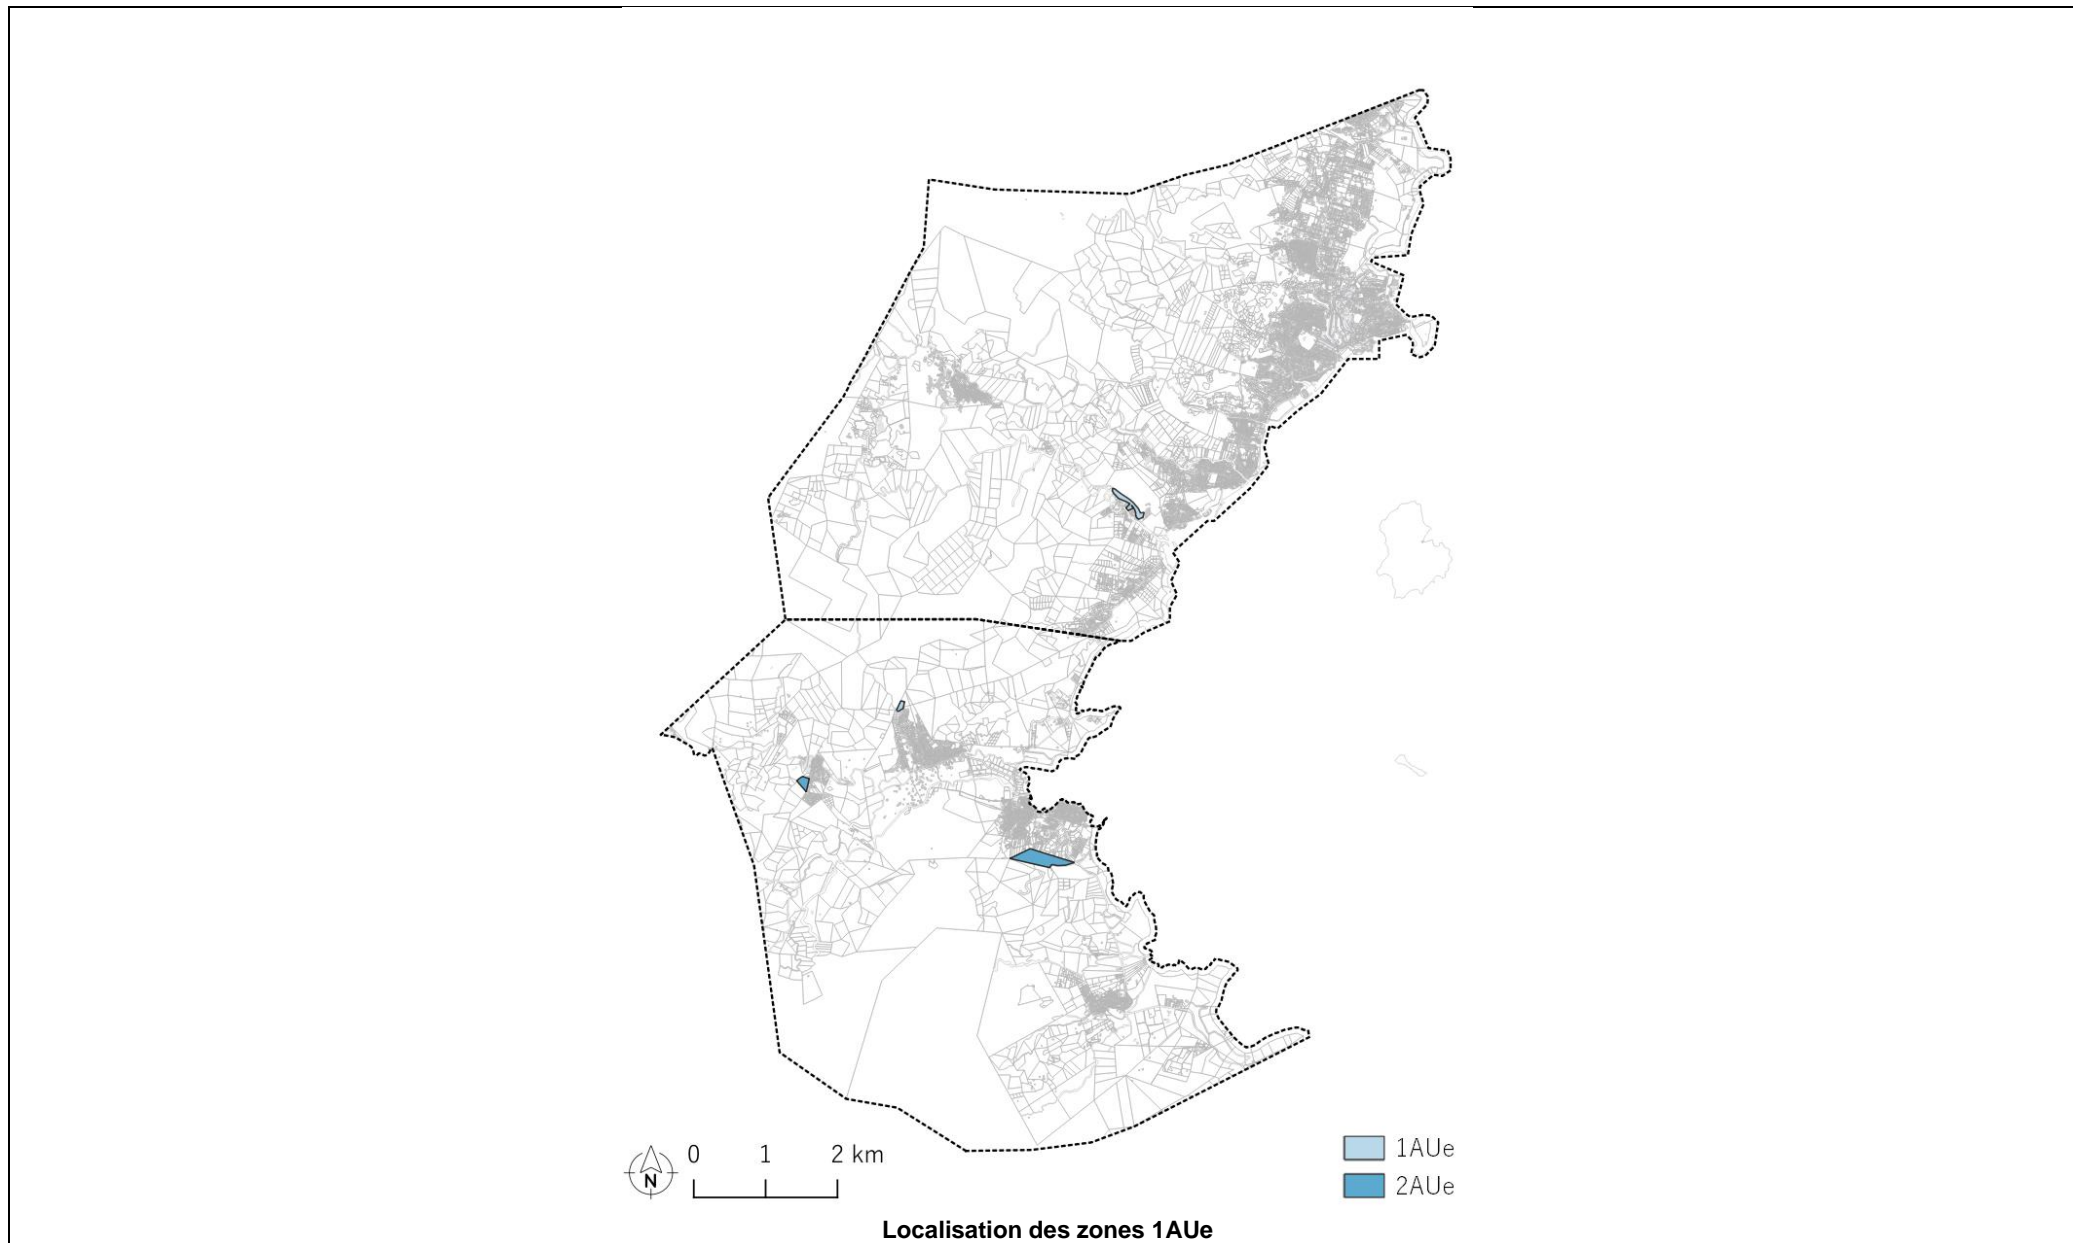 0 1 2 km
N
1AUe
2AUe
Localisation des zones 1AUe